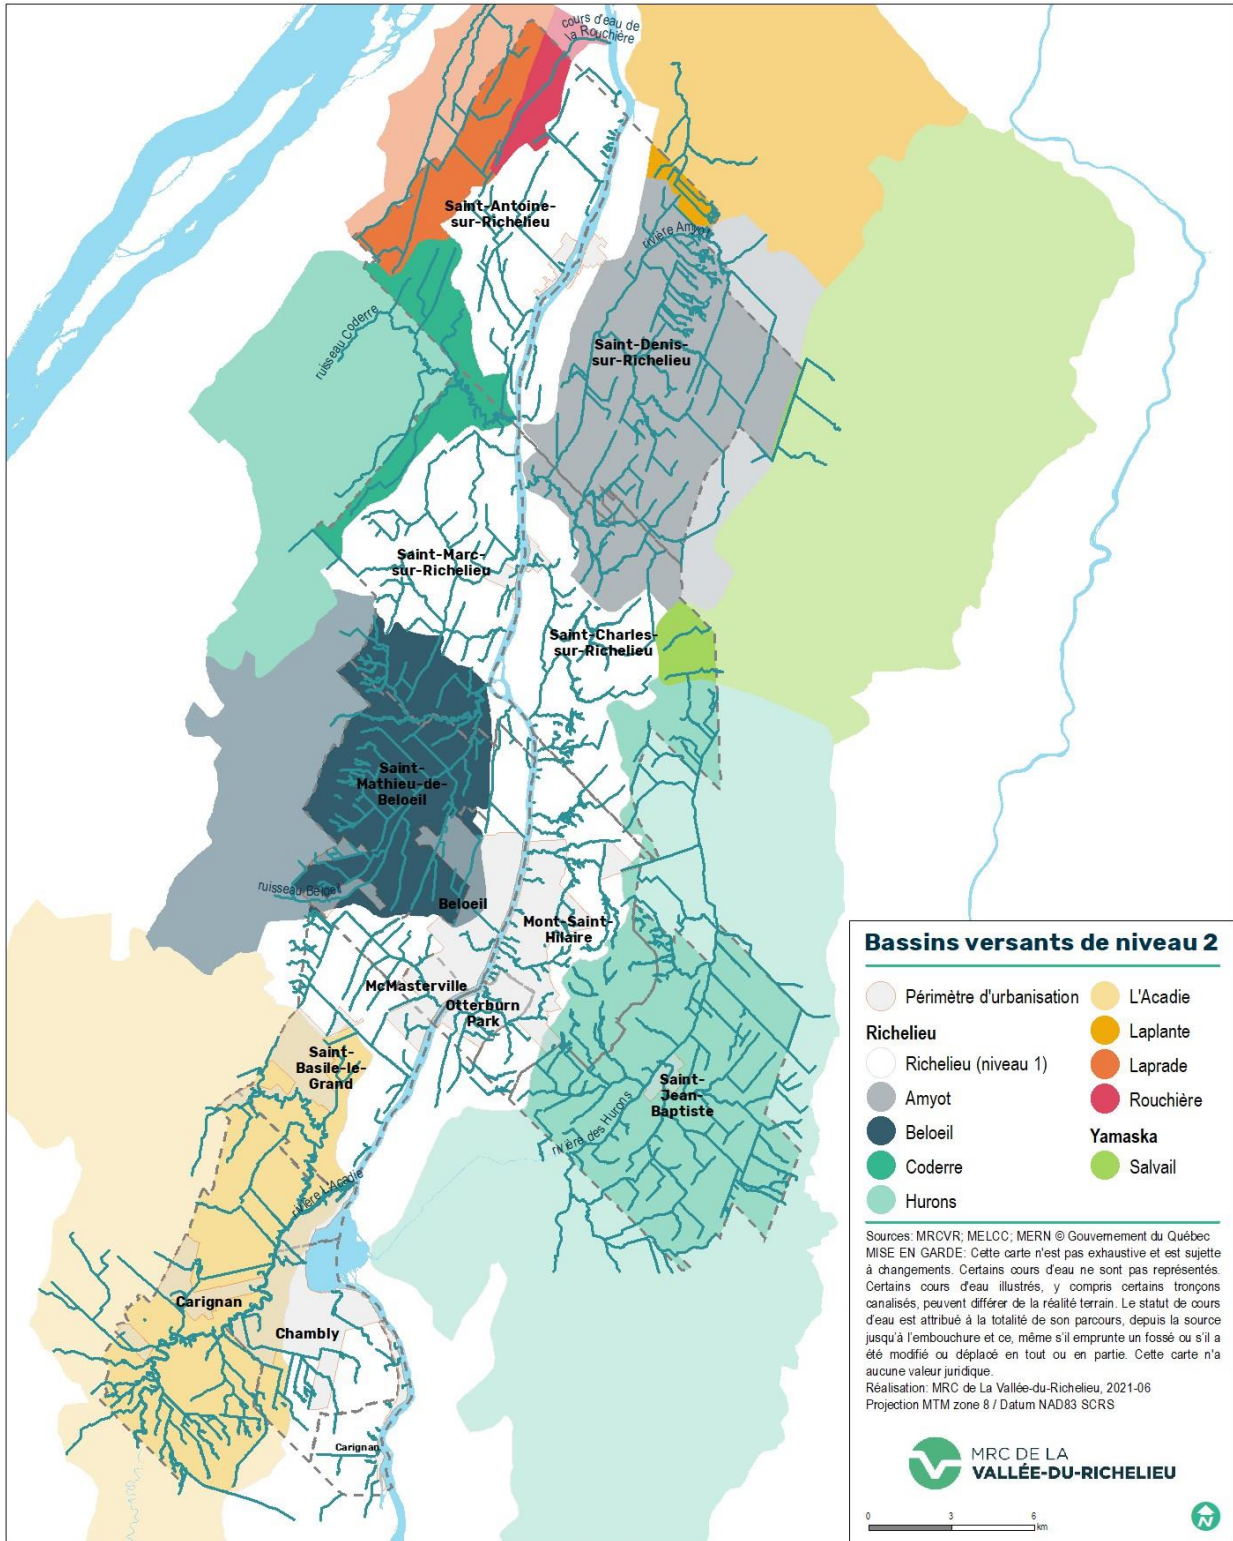 cours d'eau de
la Rouchière
Saint-Antoine-
sur-Richelieu
rivière Amyot
ruisseau Coderre
Saint-Denis-
sur-Richelieu
Saint-Marc-
sur-Richelieu
Saint-Charles-
sur-Richelieu
Saint-
Mathieu-de-
Beloeil
ruisseau Beloeil
Beloeil
Mont-Saint-
Hilaire
McMasterville
Otterburn
Park
Saint-
Basile-le-
Grand
Saint-
Jean-
Baptiste
rivière des Hurons
rivière L'Acadie
Carignan
Chambly
Carignan
Bassins versants de niveau 2
Périmètre d'urbanisation
Richelieu
Richelieu (niveau 1)
Amyot
Beloeil
Coderre
Hurons
L'Acadie
Laplante
Laprade
Rouchière
Yamaska
Salvail
Sources: MRCVR; MELCC; MERN © Gouvernement du Québec
MISE EN GARDE: Cette carte n'est pas exhaustive et est sujette
à changements. Certains cours d'eau ne sont pas représentés.
Certains cours d'eau illustrés, y compris certains tronçons
canalisés, peuvent différer de la réalité terrain. Le statut de cours
d'eau est attribué à la totalité de son parcours, depuis la source
jusqu'à l'embouchure et ce, même s'il emprunte un fossé ou s'il a
été modifié ou déplacé en tout ou en partie. Cette carte n'a
aucune valeur juridique.
Réalisation: MRC de La Vallée-du-Richelieu, 2021-06
Projection MTM zone 8 / Datum NAD83 SCRS
MRC DE LA
VALLÉE-DU-RICHELIEU
0 3 6
km
N